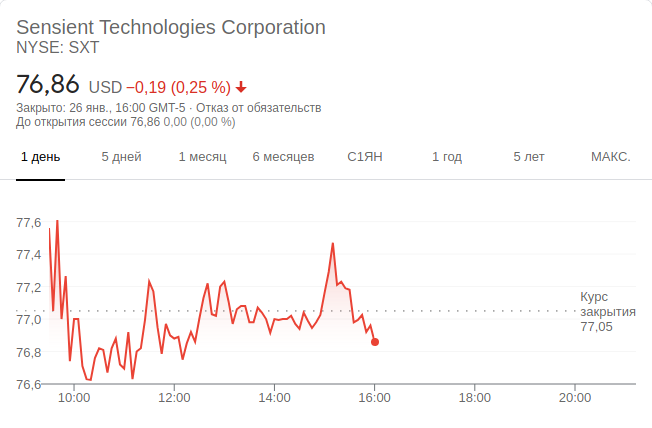 Sensient Technologies Corporation
NYSE: SXT
76,86 USD −0,19 (0,25 %)
Закрыто: 26 янв., 16:00 GMT-5 · Отказ от обязательств
До открытия сессии 76,86 0,00 (0,00 %)
1 день 5 дней 1 месяц 6 месяцев С1ЯН 1 год 5 лет МАКС.
77,6
77,4
77,2
77,0
76,8
76,6
Курс
закрытия
77,05
10:00 12:00 14:00 16:00 18:00 20:00